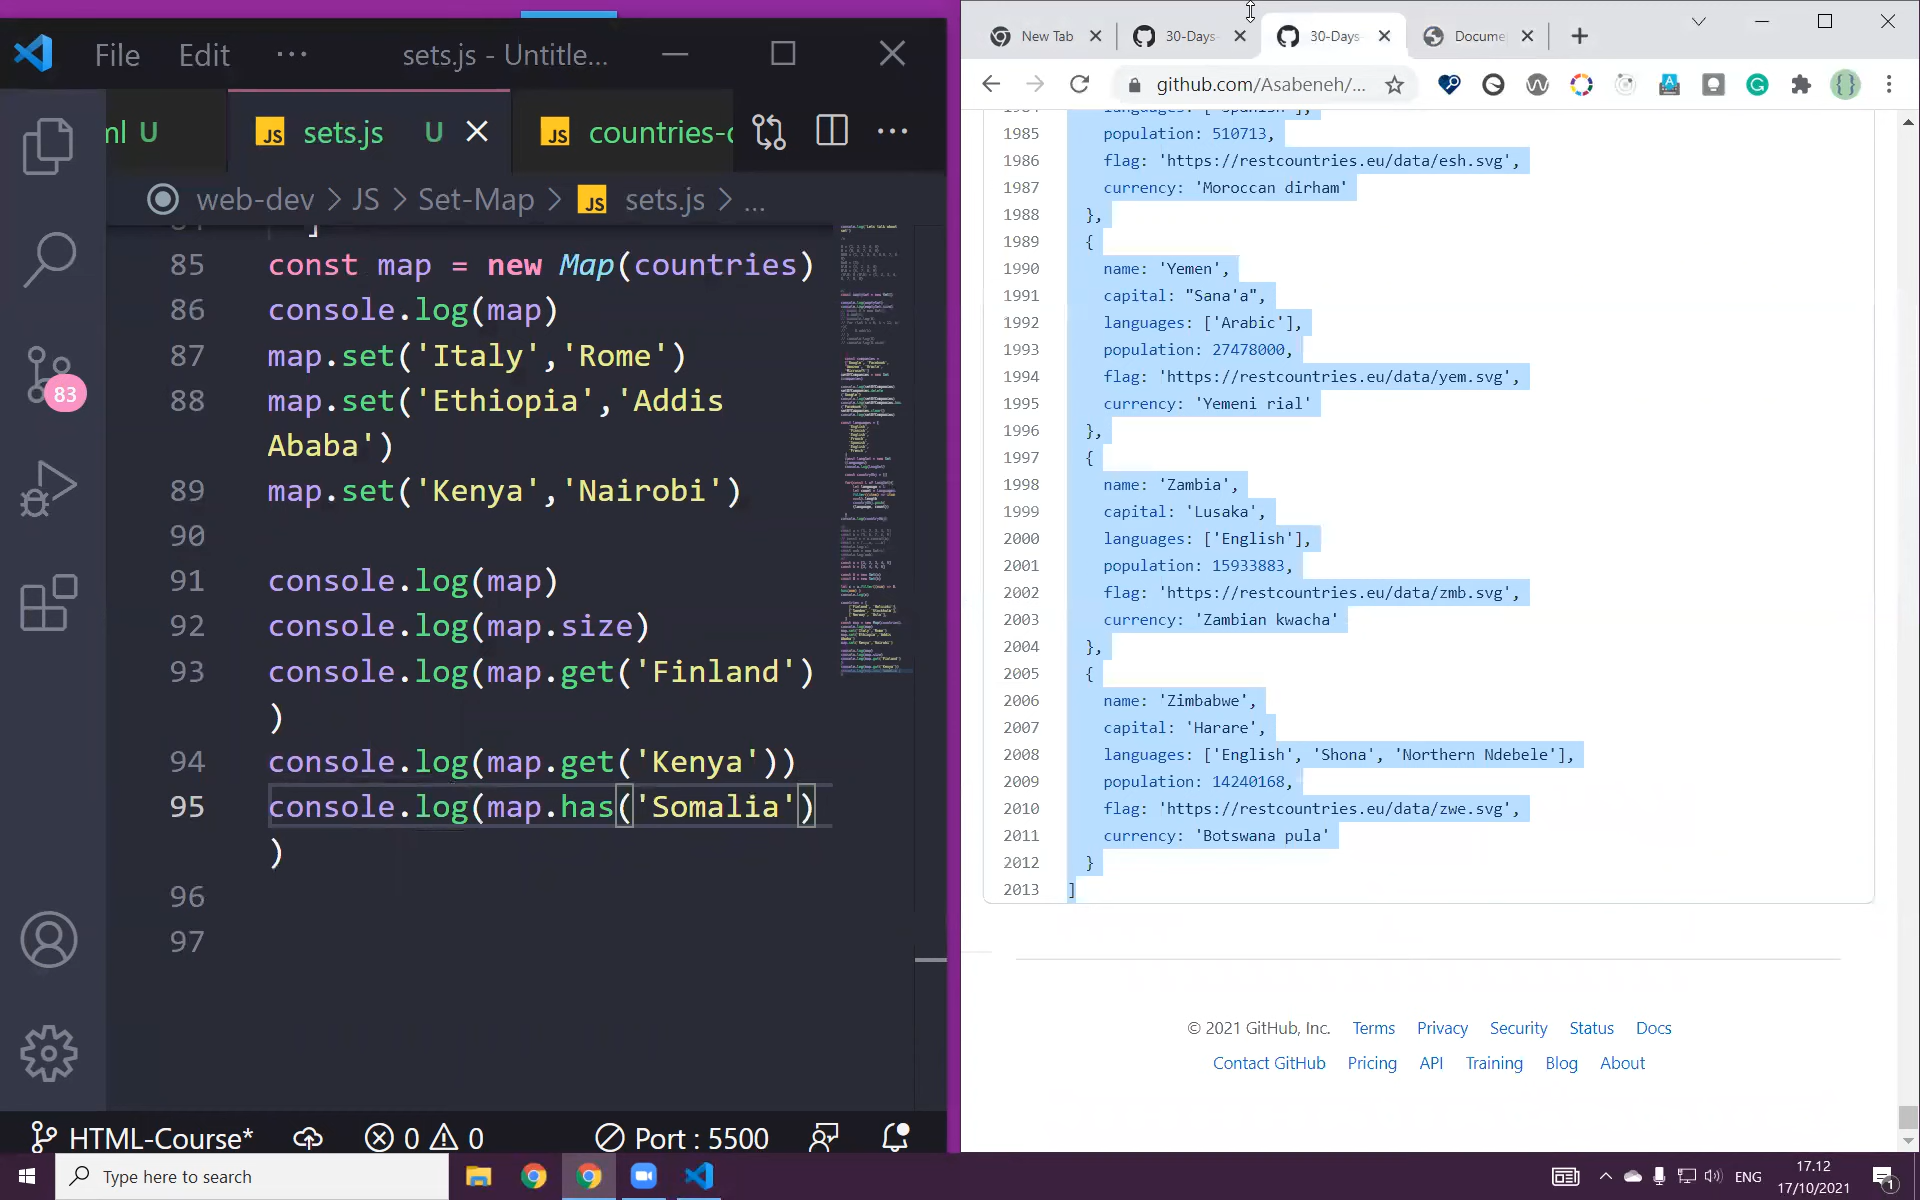 File Edit ... sets.js - Untitle...
ml U
JS sets.js U
JS countries-c
web-dev > JS > Set-Map > JS sets.js > ...
84 ]
85 const map = new Map(countries)
86 console.log(map)
87 map.set('Italy','Rome')
88 map.set('Ethiopia','Addis
Ababa')
89 map.set('Kenya','Nairobi')
90
91 console.log(map)
92 console.log(map.size)
93 console.log(map.get('Finland')
)
94 console.log(map.get('Kenya'))
95 console.log(map.has('Somalia')
)
96
97
83
HTML-Course* 0 0 Port : 5500
New Tab
30-Days-
30-Days-
Docume
github.com/Asabeneh/...
1984 languages: ['Spanish'],
1985 population: 510713,
1986 flag: 'https://restcountries.eu/data/esh.svg',
1987 currency: 'Moroccan dirham'
1988 },
1989 {
1990 name: 'Yemen',
1991 capital: "Sana'a",
1992 languages: ['Arabic'],
1993 population: 27478000,
1994 flag: 'https://restcountries.eu/data/yem.svg',
1995 currency: 'Yemeni rial'
1996 },
1997 {
1998 name: 'Zambia',
1999 capital: 'Lusaka',
2000 languages: ['English'],
2001 population: 15933883,
2002 flag: 'https://restcountries.eu/data/zmb.svg',
2003 currency: 'Zambian kwacha'
2004 },
2005 {
2006 name: 'Zimbabwe',
2007 capital: 'Harare',
2008 languages: ['English', 'Shona', 'Northern Ndebele'],
2009 population: 14240168,
2010 flag: 'https://restcountries.eu/data/zwe.svg',
2011 currency: 'Botswana pula'
2012 }
2013 ]
© 2021 GitHub, Inc. Terms Privacy Security Status Docs
Contact GitHub Pricing API Training Blog About
Type here to search
ENG
17.12
17/10/2021
1